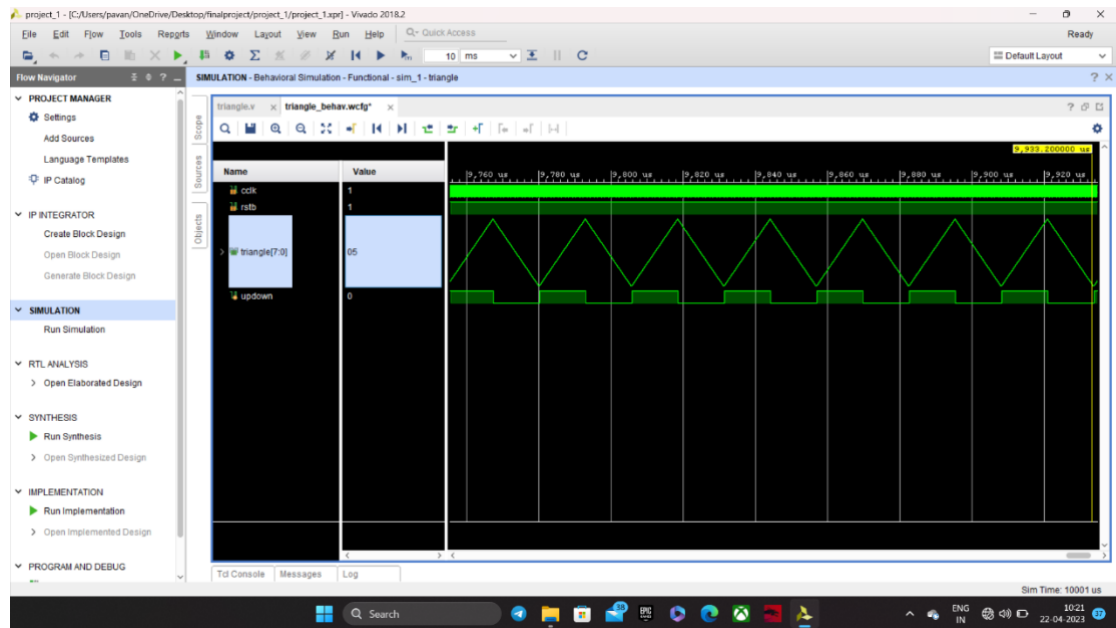 project_1 - [C:/Users/pavan/OneDrive/Desktop/finalproject/project_1/project_1.xpr] - Vivado 2018.2
File Edit Flow Tools Reports Window Layout View Run Help Q- Quick Access
Ready
10 ms
Default Layout
Flow Navigator
SIMULATION - Behavioral Simulation - Functional - sim_1 - triangle
PROJECT MANAGER
Settings
Add Sources
Language Templates
IP Catalog
IP INTEGRATOR
Create Block Design
Open Block Design
Generate Block Design
SIMULATION
Run Simulation
RTL ANALYSIS
Open Elaborated Design
SYNTHESIS
Run Synthesis
Open Synthesized Design
IMPLEMENTATION
Run Implementation
Open Implemented Design
PROGRAM AND DEBUG
Scope
Sources
Objects
triangle.v × triangle_behav.wcfg* ×
9,933.200000 us
Name Value
9,760 us 9,780 us 9,800 us 9,820 us 9,840 us 9,860 us 9,880 us 9,900 us 9,920 us
cclk 1
rstb 1
triangle[7:0] 05
updown 0
Tcl Console Messages Log
Sim Time: 10001 us
Search
38
EPIC
ENG
IN
10:21
22-04-2023
37